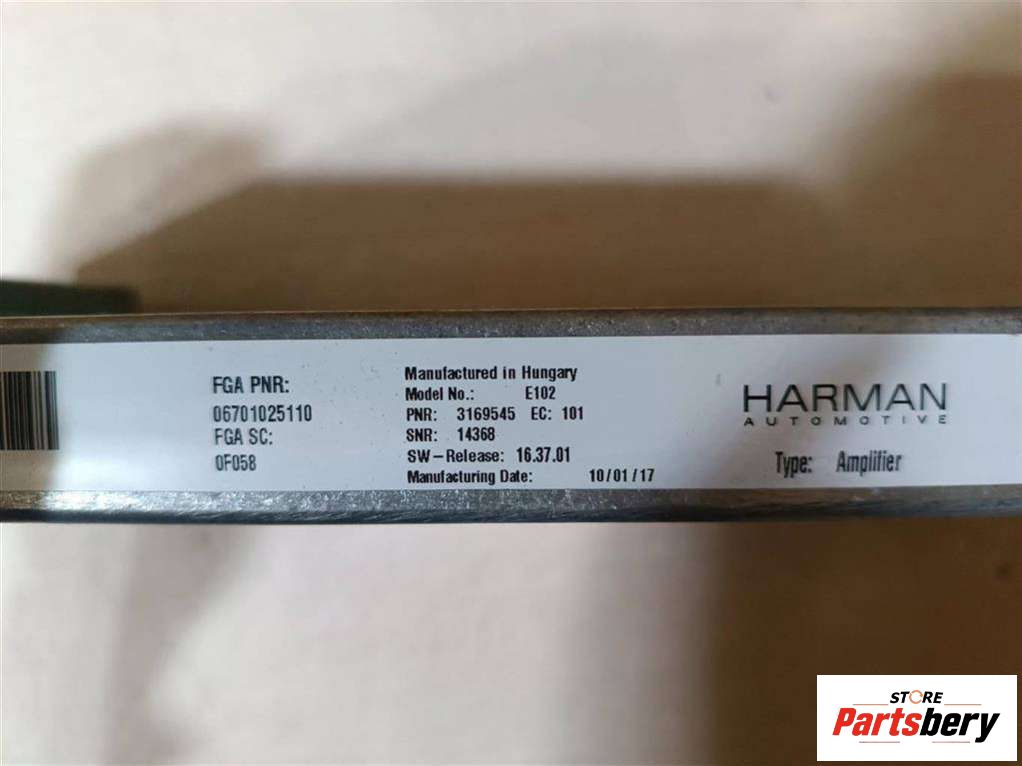 FGA PNR:
06701025110
FGA SC:
0F058
Manufactured in Hungary
Model No.: E102
PNR: 3169545 EC: 101
SNR: 14368
SW-Release: 16.37.01
Manufacturing Date: 10/01/17
HARMAN
AUTOMOTIVE
Type: Amplifier
STORE
Partsbery